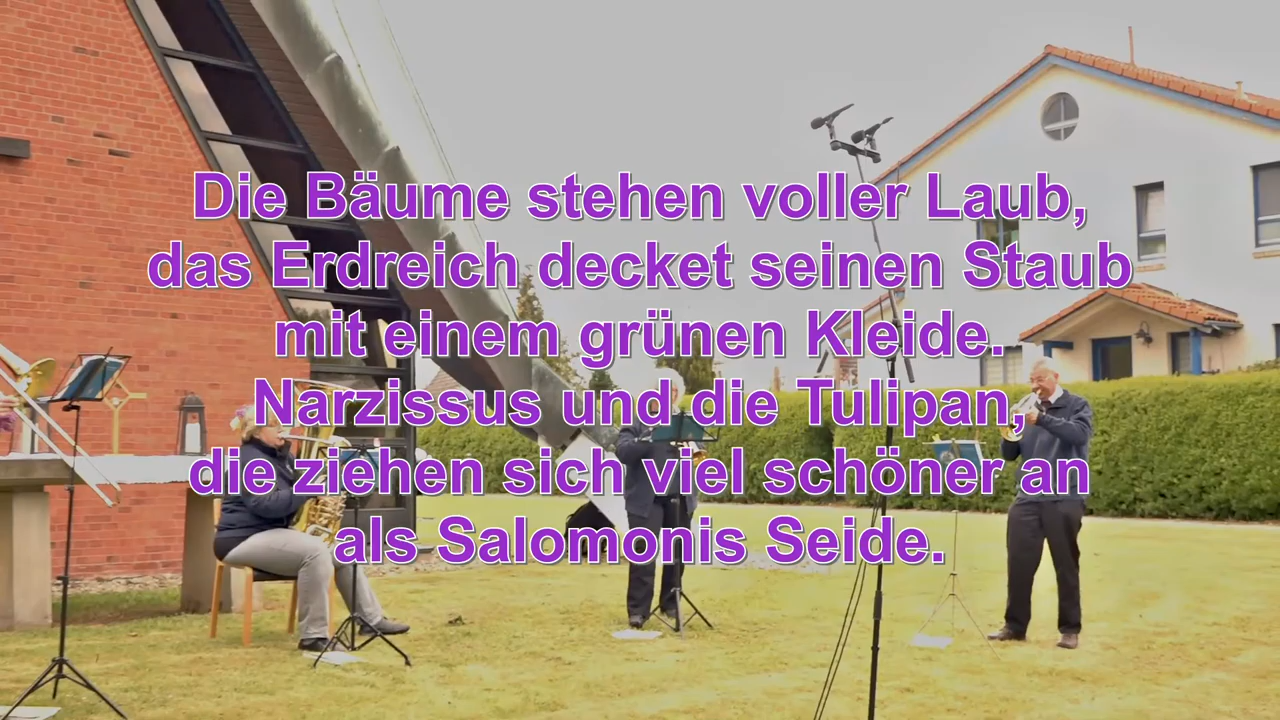 Die Bäume stehen voller Laub,
das Erdreich decket seinen Staub
mit einem grünen Kleide.
Narzissus und die Tulipan,
die ziehen sich viel schöner an
als Salomonis Seide.